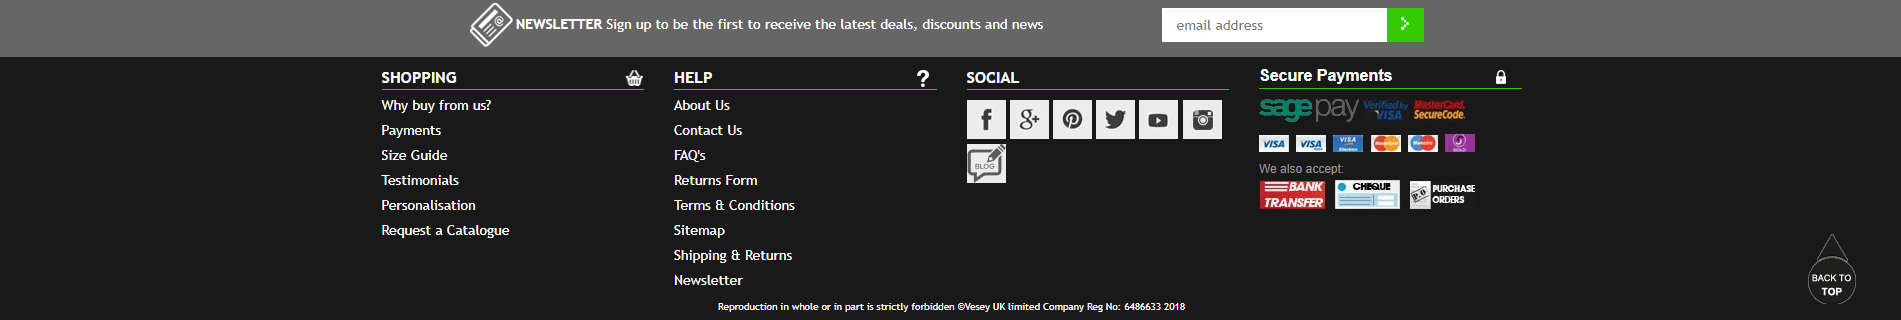 NEWSLETTER Sign up to be the first to receive the latest deals, discounts and news
email address
SHOPPING
Why buy from us?
Payments
Size Guide
Testimonials
Personalisation
Request a Catalogue
HELP
About Us
Contact Us
FAQ's
Returns Form
Terms & Conditions
Sitemap
Shipping & Returns
Newsletter
SOCIAL
BLOG
Secure Payments
sage pay Verified by VISA MasterCard. SecureCode.
VISA VISA VISA Electron MasterCard Maestro SOLO
We also accept:
BANK TRANSFER
CHEQUE
P.O PURCHASE ORDERS
BACK TO
TOP
Reproduction in whole or in part is strictly forbidden ©Vesey UK limited Company Reg No: 6486633 2018